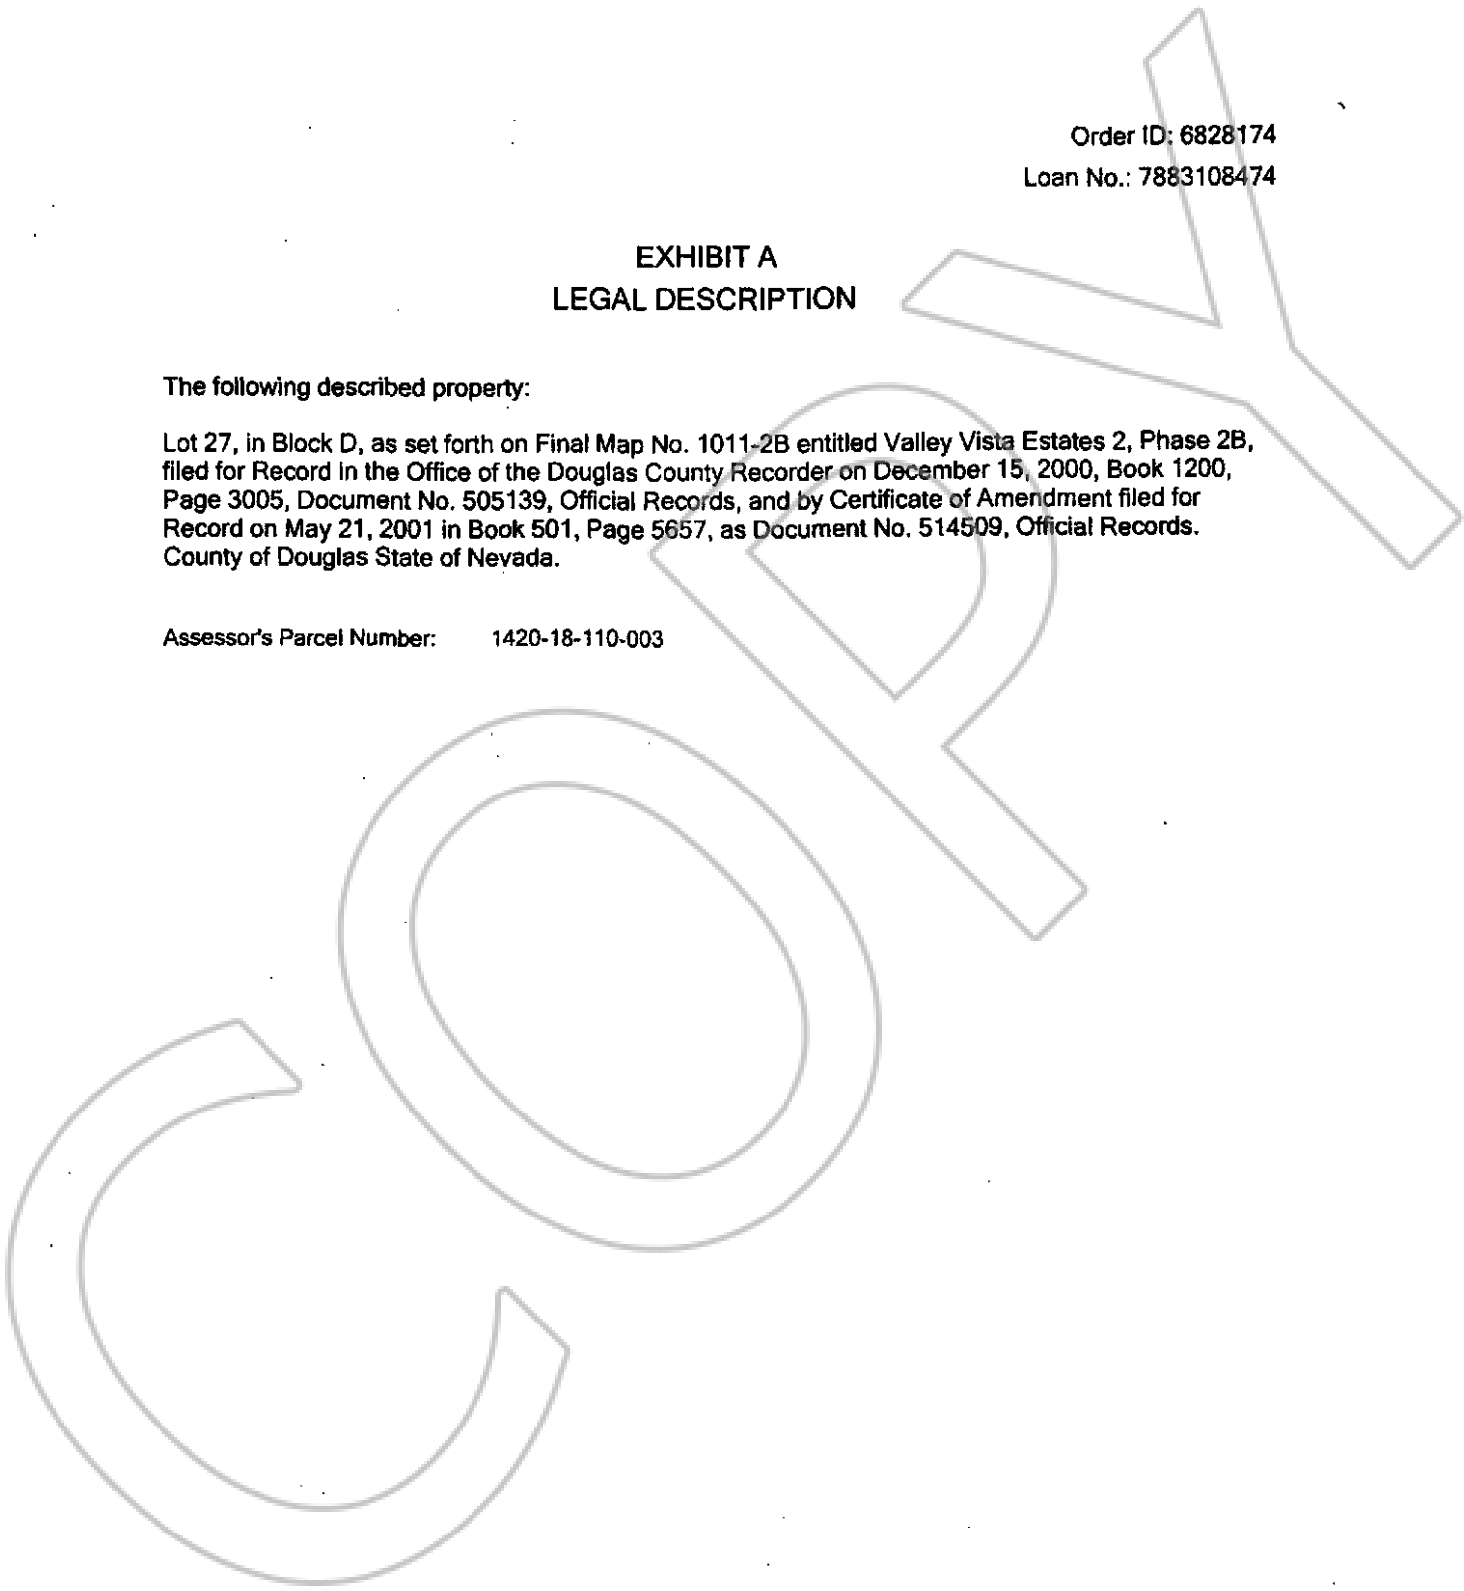 Order ID: 6828174
Loan No.: 7883108474
EXHIBIT A
LEGAL DESCRIPTION
The following described property:
Lot 27, in Block D, as set forth on Final Map No. 1011-2B entitled Valley Vista Estates 2, Phase 2B,
filed for Record in the Office of the Douglas County Recorder on December 15, 2000, Book 1200,
Page 3005, Document No. 505139, Official Records, and by Certificate of Amendment filed for
Record on May 21, 2001 in Book 501, Page 5657, as Document No. 514509, Official Records.
County of Douglas State of Nevada.
Assessor's Parcel Number: 1420-18-110-003
COPY